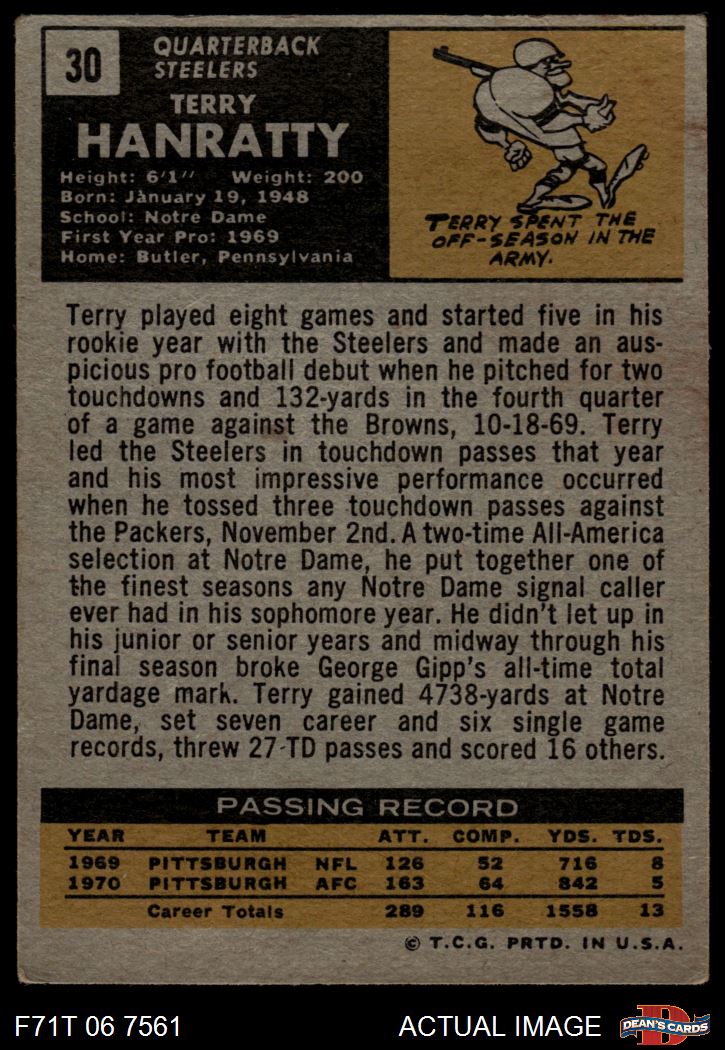 30
QUARTERBACK
STEELERS
TERRY
HANRATTY
Height: 6'1" Weight: 200
Born: January 19, 1948
School: Notre Dame
First Year Pro: 1969
Home: Butler, Pennsylvania
TERRY SPENT THE
OFF-SEASON IN THE
ARMY.
Terry played eight games and started five in his
rookie year with the Steelers and made an aus-
picious pro football debut when he pitched for two
touchdowns and 132-yards in the fourth quarter
of a game against the Browns, 10-18-69. Terry
led the Steelers in touchdown passes that year
and his most impressive performance occurred
when he tossed three touchdown passes against
the Packers, November 2nd. A two-time All-America
selection at Notre Dame, he put together one of
the finest seasons any Notre Dame signal caller
ever had in his sophomore year. He didn't let up in
his junior or senior years and midway through his
final season broke George Gipp's all-time total
yardage mark. Terry gained 4738-yards at Notre
Dame, set seven career and six single game
records, threw 27 TD passes and scored 16 others.
PASSING RECORD
YEAR TEAM ATT. COMP. YDS. TDS.
1969 PITTSBURGH NFL 126 52 716 8
1970 PITTSBURGH AFC 163 64 842 5
Career Totals 289 116 1558 13
© T.C.G. PRTD. IN U.S.A.
F71T 06 7561 ACTUAL IMAGE D DEAN'S CARDS